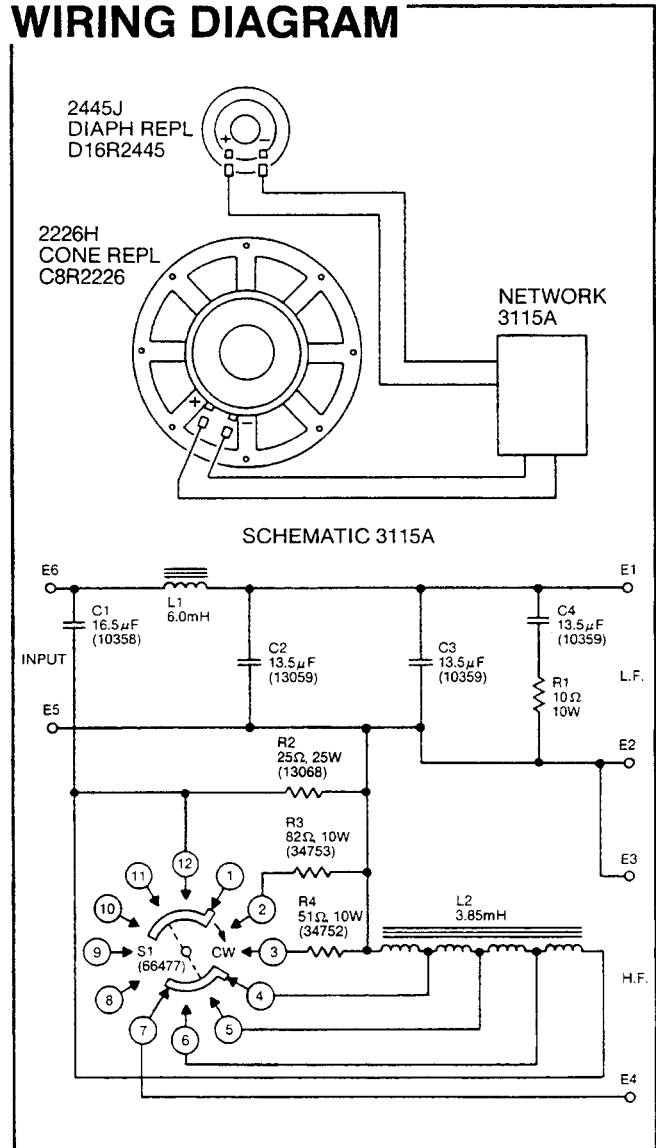 WIRING DIAGRAM
2445J
DIAPH REPL
D16R2445
+ −
2226H
CONE REPL
C8R2226
NETWORK
3115A
+ −
SCHEMATIC 3115A
E6
E1
L1
6.0mH
C1
16.5µF
(10358)
C2
13.5µF
(13059)
C3
13.5µF
(10359)
C4
13.5µF
(10359)
INPUT
R1
10Ω
10W
L.F.
E5
E2
R2
25Ω, 25W
(13068)
R3
82Ω, 10W
(34753)
E3
12
11
1
10
2
R4
51Ω, 10W
(34752)
L2
3.85mH
9
S1
(66477)
CW
3
H.F.
8
4
7
5
6
E4